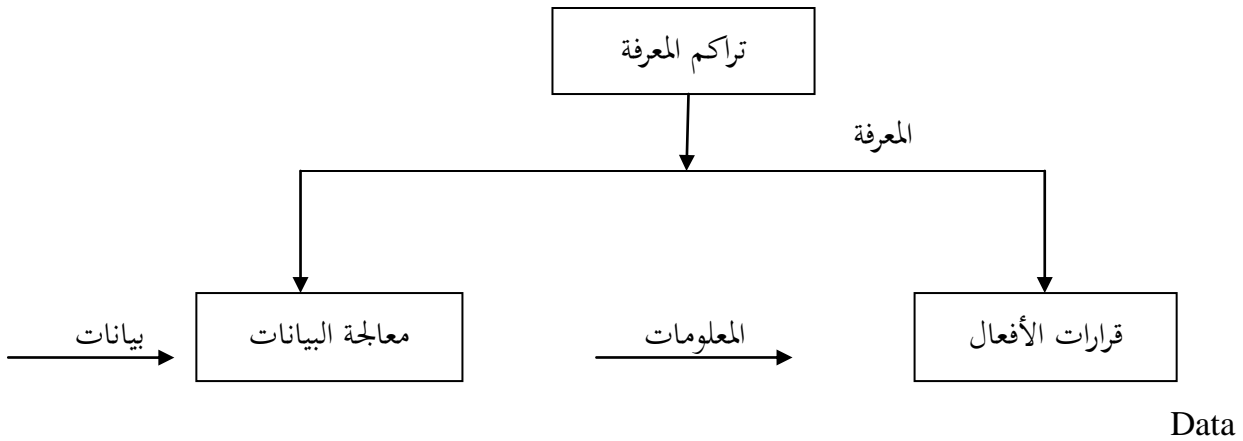 تراكم المعرفة
المعرفة
قرارات الأفعال
المعلومات
معالجة البيانات
بيانات
Data